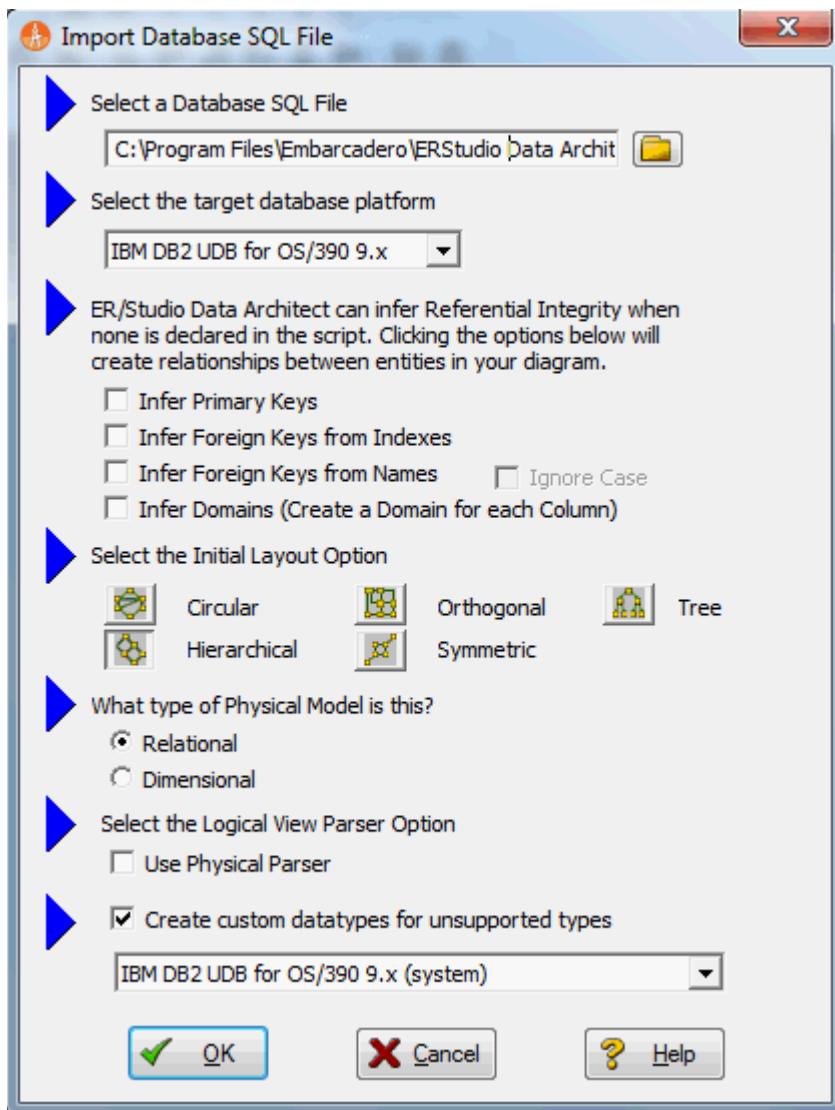 Import Database SQL File
Select a Database SQL File
C:\Program Files\Embarcadero\ERStudio Data Archit
Select the target database platform
IBM DB2 UDB for OS/390 9.x
ER/Studio Data Architect can infer Referential Integrity when
none is declared in the script. Clicking the options below will
create relationships between entities in your diagram.
Infer Primary Keys
Infer Foreign Keys from Indexes
Infer Foreign Keys from Names Ignore Case
Infer Domains (Create a Domain for each Column)
Select the Initial Layout Option
Circular Orthogonal Tree
Hierarchical Symmetric
What type of Physical Model is this?
Relational
Dimensional
Select the Logical View Parser Option
Use Physical Parser
Create custom datatypes for unsupported types
IBM DB2 UDB for OS/390 9.x (system)
OK Cancel Help